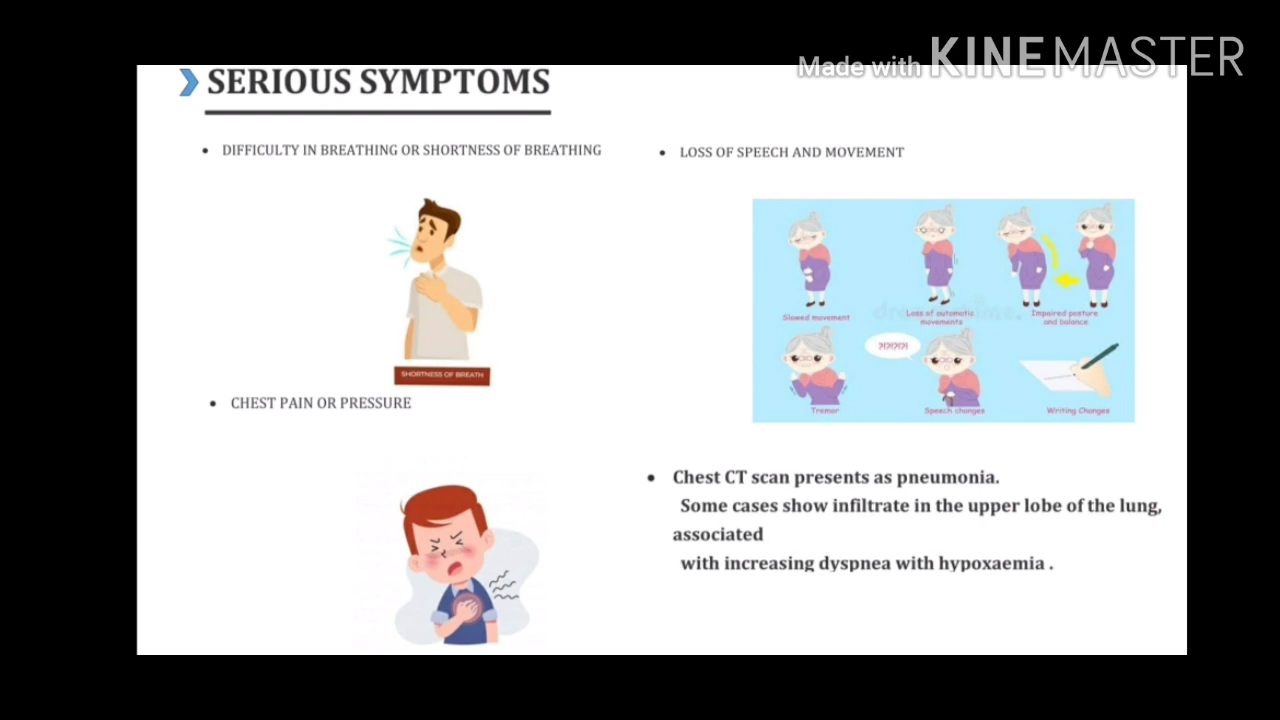 Made with KINEMASTER
SERIOUS SYMPTOMS
• DIFFICULTY IN BREATHING OR SHORTNESS OF BREATHING
SHORTNESS OF BREATH
• CHEST PAIN OR PRESSURE
• LOSS OF SPEECH AND MOVEMENT
Slowed movement
Loss of automatic
movements
Impaired posture
and balance
?!?!?!?!
Tremor
Speech changes
Writing Changes
• Chest CT scan presents as pneumonia.
Some cases show infiltrate in the upper lobe of the lung,
associated
with increasing dyspnea with hypoxaemia .